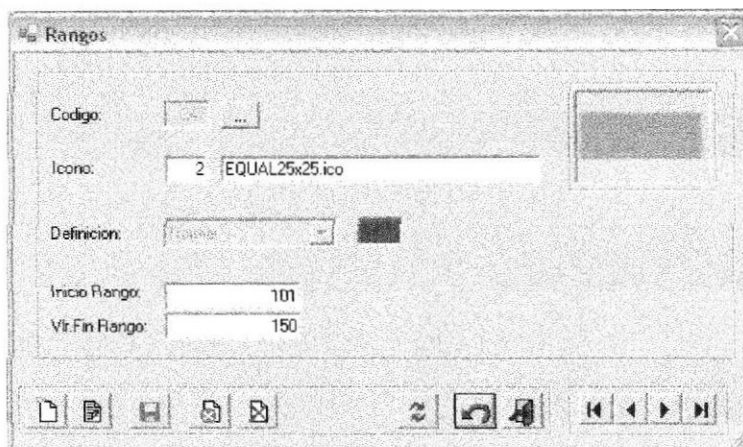 Rangos
Codigo:
...
Icono: 2 EQUAL25x25.ico
Definicion:
Inicio Rango: 101
Vlr.Fin Rango: 150